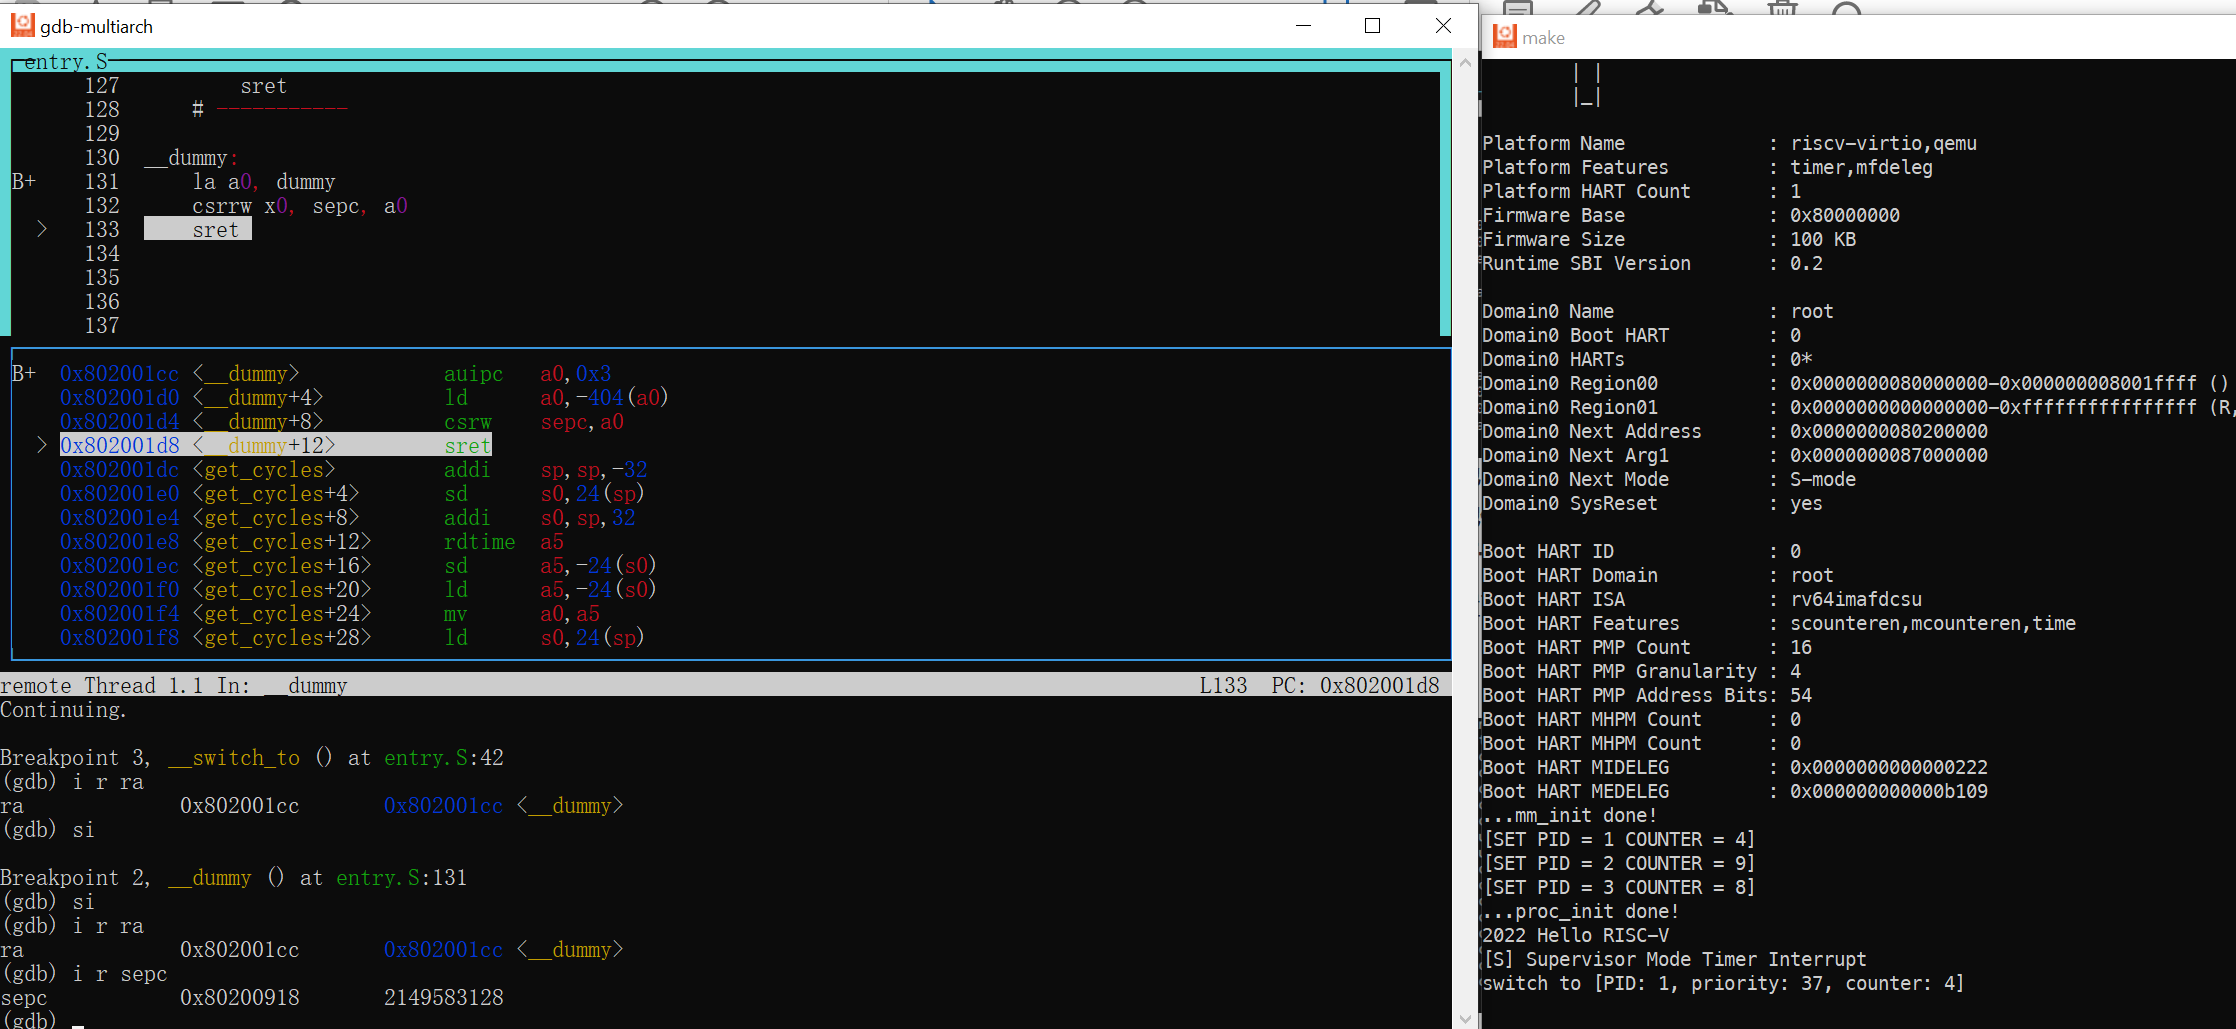 gdb-multiarch
entry.S
127 sret
128 # -----------
129
130 __dummy:
B+ 131 la a0, dummy
132 csrrw x0, sepc, a0
> 133 sret
134
135
136
137
B+ 0x802001cc <__dummy> auipc a0,0x3
0x802001d0 <__dummy+4> ld a0,-404(a0)
0x802001d4 <__dummy+8> csrw sepc,a0
> 0x802001d8 <__dummy+12> sret
0x802001dc <get_cycles> addi sp,sp,-32
0x802001e0 <get_cycles+4> sd s0,24(sp)
0x802001e4 <get_cycles+8> addi s0,sp,32
0x802001e8 <get_cycles+12> rdtime a5
0x802001ec <get_cycles+16> sd a5,-24(s0)
0x802001f0 <get_cycles+20> ld a5,-24(s0)
0x802001f4 <get_cycles+24> mv a0,a5
0x802001f8 <get_cycles+28> ld s0,24(sp)
remote Thread 1.1 In: __dummy L133 PC: 0x802001d8
Continuing.
Breakpoint 3, __switch_to () at entry.S:42
(gdb) i r ra
ra 0x802001cc 0x802001cc <__dummy>
(gdb) si
Breakpoint 2, __dummy () at entry.S:131
(gdb) si
(gdb) i r ra
ra 0x802001cc 0x802001cc <__dummy>
(gdb) i r sepc
sepc 0x80200918 2149583128
(gdb)
make
| |
|_|
Platform Name : riscv-virtio,qemu
Platform Features : timer,mfdeleg
Platform HART Count : 1
Firmware Base : 0x80000000
Firmware Size : 100 KB
Runtime SBI Version : 0.2
Domain0 Name : root
Domain0 Boot HART : 0
Domain0 HARTs : 0*
Domain0 Region00 : 0x0000000080000000-0x000000008001ffff ()
Domain0 Region01 : 0x0000000000000000-0xffffffffffffffff (R,
Domain0 Next Address : 0x0000000080200000
Domain0 Next Arg1 : 0x0000000087000000
Domain0 Next Mode : S-mode
Domain0 SysReset : yes
Boot HART ID : 0
Boot HART Domain : root
Boot HART ISA : rv64imafdcsu
Boot HART Features : scounteren,mcounteren,time
Boot HART PMP Count : 16
Boot HART PMP Granularity : 4
Boot HART PMP Address Bits: 54
Boot HART MHPM Count : 0
Boot HART MHPM Count : 0
Boot HART MIDELEG : 0x0000000000000222
Boot HART MEDELEG : 0x000000000000b109
...mm_init done!
[SET PID = 1 COUNTER = 4]
[SET PID = 2 COUNTER = 9]
[SET PID = 3 COUNTER = 8]
...proc_init done!
2022 Hello RISC-V
[S] Supervisor Mode Timer Interrupt
switch to [PID: 1, priority: 37, counter: 4]